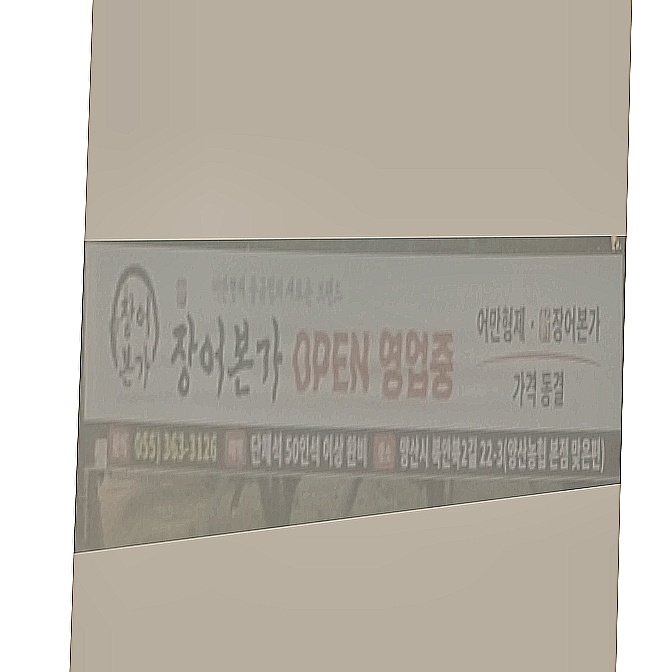 장어
본가
장어본가 OPEN 영업중
어만형제 · 장어본가
가격 동결
055) 363-3126
단체석 50인석 이상 완비
양산시 북안북2길 22-3(양산농협 본점 맞은편)